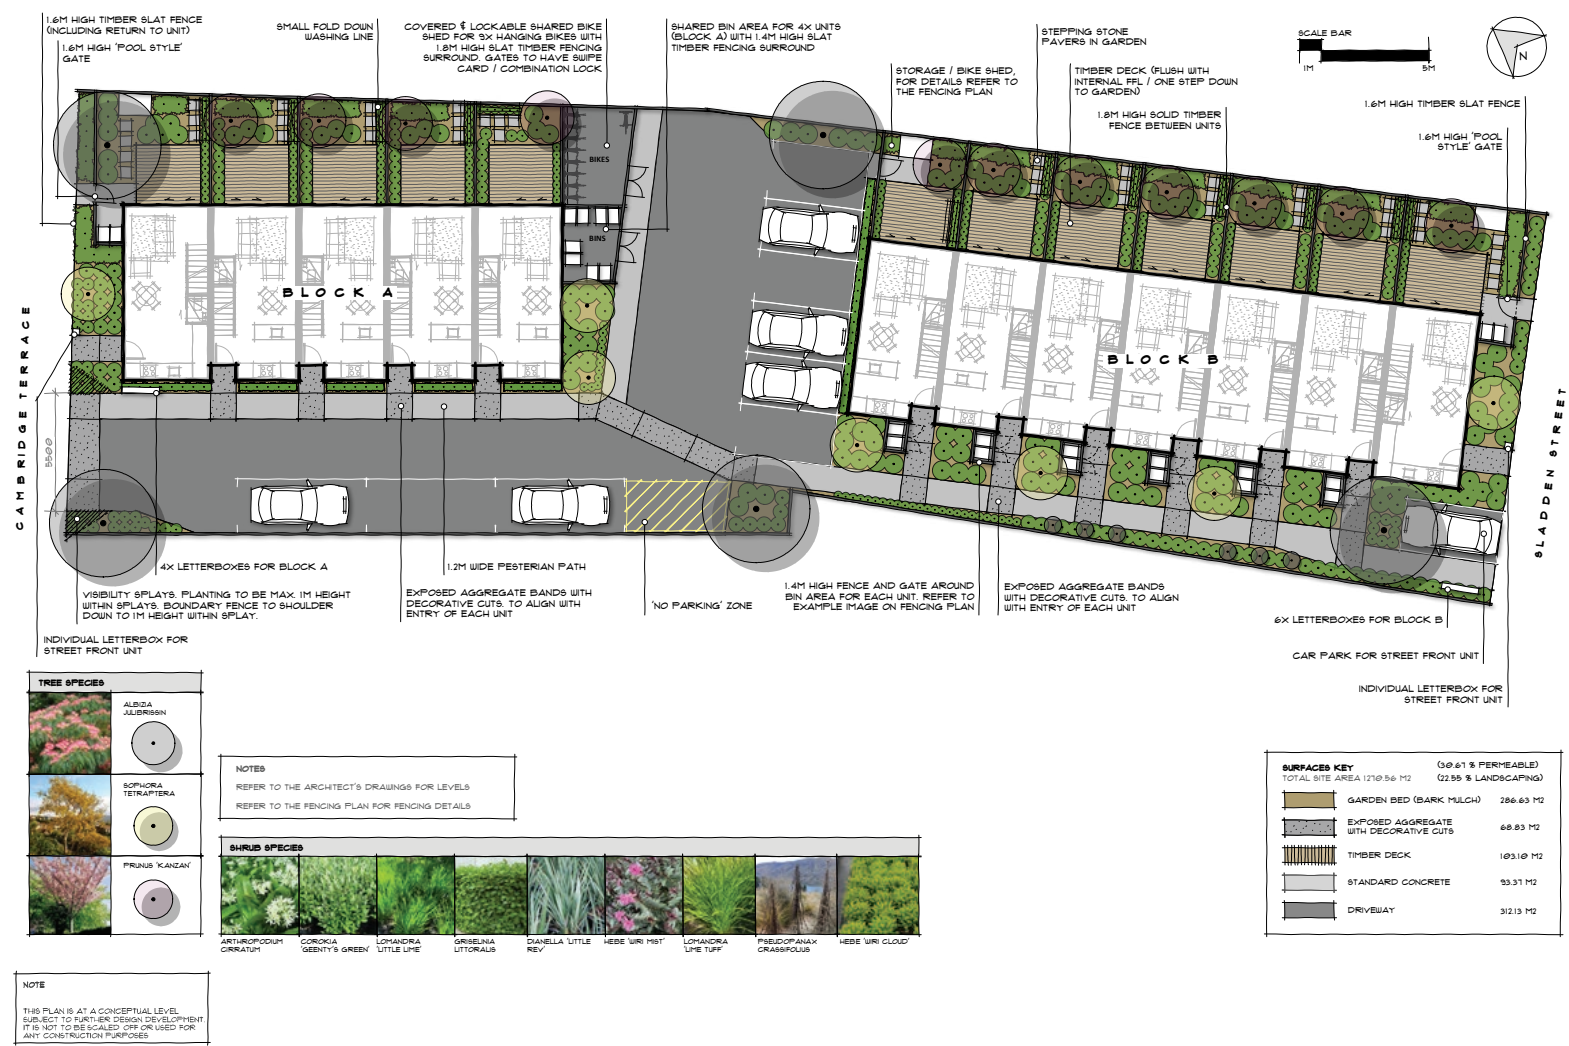 1.6M HIGH TIMBER SLAT FENCE
(INCLUDING RETURN TO UNIT)
1.6M HIGH 'POOL STYLE'
GATE
SMALL FOLD DOWN
WASHING LINE
COVERED & LOCKABLE SHARED BIKE
SHED FOR 9X HANGING BIKES WITH
1.8M HIGH SLAT TIMBER FENCING
SURROUND. GATES TO HAVE SWIPE
CARD / COMBINATION LOCK
SHARED BIN AREA FOR 4X UNITS
(BLOCK A) WITH 1.4M HIGH SLAT
TIMBER FENCING SURROUND
STORAGE / BIKE SHED,
FOR DETAILS REFER TO
THE FENCING PLAN
STEPPING STONE
PAVERS IN GARDEN
TIMBER DECK (FLUSH WITH
INTERNAL FFL / ONE STEP DOWN
TO GARDEN)
1.8M HIGH SOLID TIMBER
FENCE BETWEEN UNITS
SCALE BAR
1M
5M
N
1.6M HIGH TIMBER SLAT FENCE
1.6M HIGH 'POOL
STYLE' GATE
BIKES
BINS
BLOCK A
BLOCK B
CAMBRIDGE TERRACE
SLADDEN STREET
5500
4X LETTERBOXES FOR BLOCK A
VISIBILITY SPLAYS. PLANTING TO BE MAX. 1M HEIGHT
WITHIN SPLAYS. BOUNDARY FENCE TO SHOULDER
DOWN TO 1M HEIGHT WITHIN SPLAY.
INDIVIDUAL LETTERBOX FOR
STREET FRONT UNIT
1.2M WIDE PESTERIAN PATH
EXPOSED AGGREGATE BANDS WITH
DECORATIVE CUTS. TO ALIGN WITH
ENTRY OF EACH UNIT
'NO PARKING' ZONE
1.4M HIGH FENCE AND GATE AROUND
BIN AREA FOR EACH UNIT. REFER TO
EXAMPLE IMAGE ON FENCING PLAN
EXPOSED AGGREGATE BANDS
WITH DECORATIVE CUTS. TO ALIGN
WITH ENTRY OF EACH UNIT
6X LETTERBOXES FOR BLOCK B
CAR PARK FOR STREET FRONT UNIT
INDIVIDUAL LETTERBOX FOR
STREET FRONT UNIT
TREE SPECIES
ALBIZIA
JULIBRISSIN
SOPHORA
TETRAPTERA
PRUNUS 'KANZAN'
NOTES
REFER TO THE ARCHITECT'S DRAWINGS FOR LEVELS
REFER TO THE FENCING PLAN FOR FENCING DETAILS
SHRUB SPECIES
ARTHROPODIUM
CIRRATUM
COROKIA
'GEENTY'S GREEN'
LOMANDRA
'LITTLE LIME'
GRISELINIA
LITTORALIS
DIANELLA 'LITTLE
REV'
HEBE 'WIRI MIST'
LOMANDRA
'LIME TUFF'
PSEUDOPANAX
CRASSIFOLIUS
HEBE 'WIRI CLOUD'
SURFACES KEY
(30.67 % PERMEABLE)
TOTAL SITE AREA 1270.56 M2
(22.55 % LANDSCAPING)
GARDEN BED (BARK MULCH)
286.63 M2
EXPOSED AGGREGATE
WITH DECORATIVE CUTS
68.83 M2
TIMBER DECK
103.10 M2
STANDARD CONCRETE
93.37 M2
DRIVEWAY
312.13 M2
NOTE
THIS PLAN IS AT A CONCEPTUAL LEVEL
SUBJECT TO FURTHER DESIGN DEVELOPMENT.
IT IS NOT TO BE SCALED OFF OR USED FOR
ANY CONSTRUCTION PURPOSES